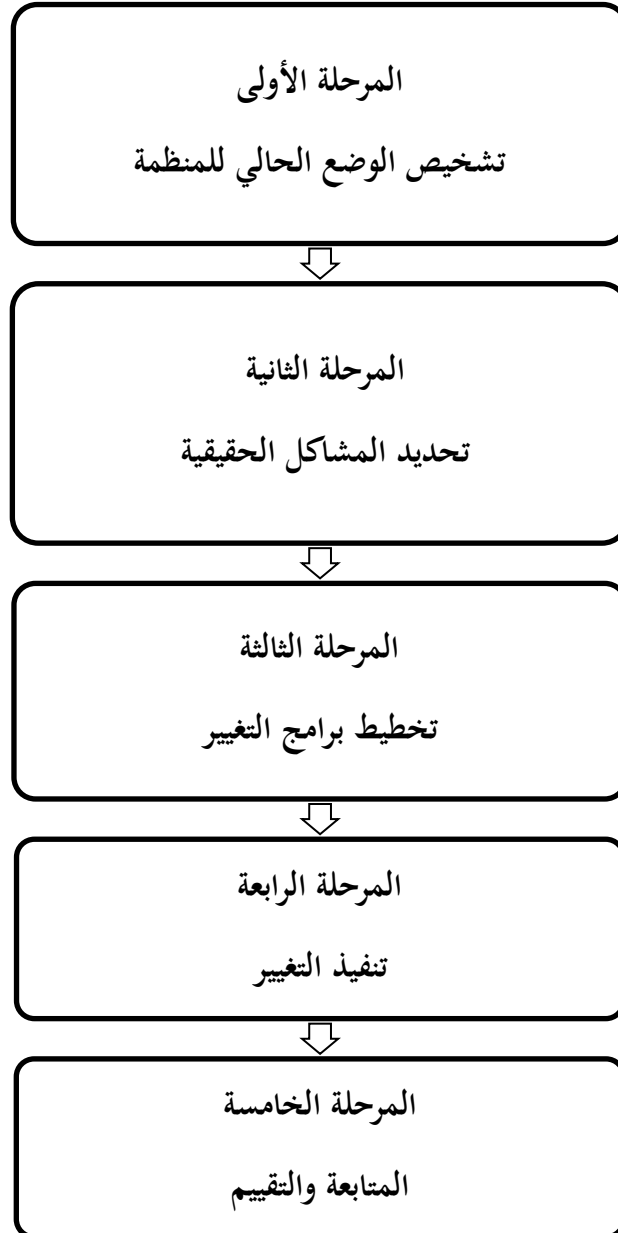 المرحلة الأولى
تشخيص الوضع الحالي للمنظمة
المرحلة الثانية
تحديد المشاكل الحقيقية
المرحلة الثالثة
تخطيط برامج التغيير
المرحلة الرابعة
تنفيذ التغيير
المرحلة الخامسة
المتابعة والتقييم